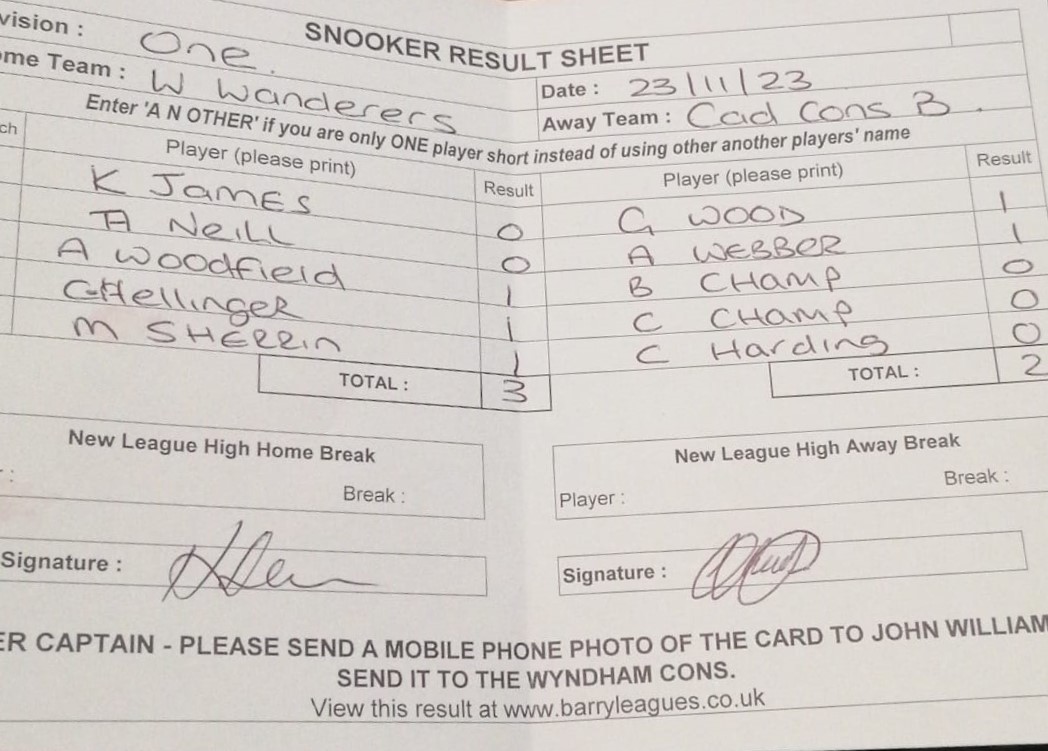 SNOOKER RESULT SHEET
vision : One.
ome Team : W Wanderers
Date : 23/11/23
Away Team : Cad Cons B.
Enter 'A N OTHER' if you are only ONE player short instead of using other another players' name
ch Player (please print) Result Player (please print) Result
K JAMES 0 G WOOD 1
A NEILL 0 A WEBBER 1
A Woodfield 1 B CHAMP 0
G Hellinger 1 C CHAMP 0
M SHERRIN 1 C Harding 0
TOTAL : 3 TOTAL : 2
New League High Home Break New League High Away Break
Break : Player : Break :
Signature : Signature :
ER CAPTAIN - PLEASE SEND A MOBILE PHONE PHOTO OF THE CARD TO JOHN WILLIAM
SEND IT TO THE WYNDHAM CONS.
View this result at www.barryleagues.co.uk